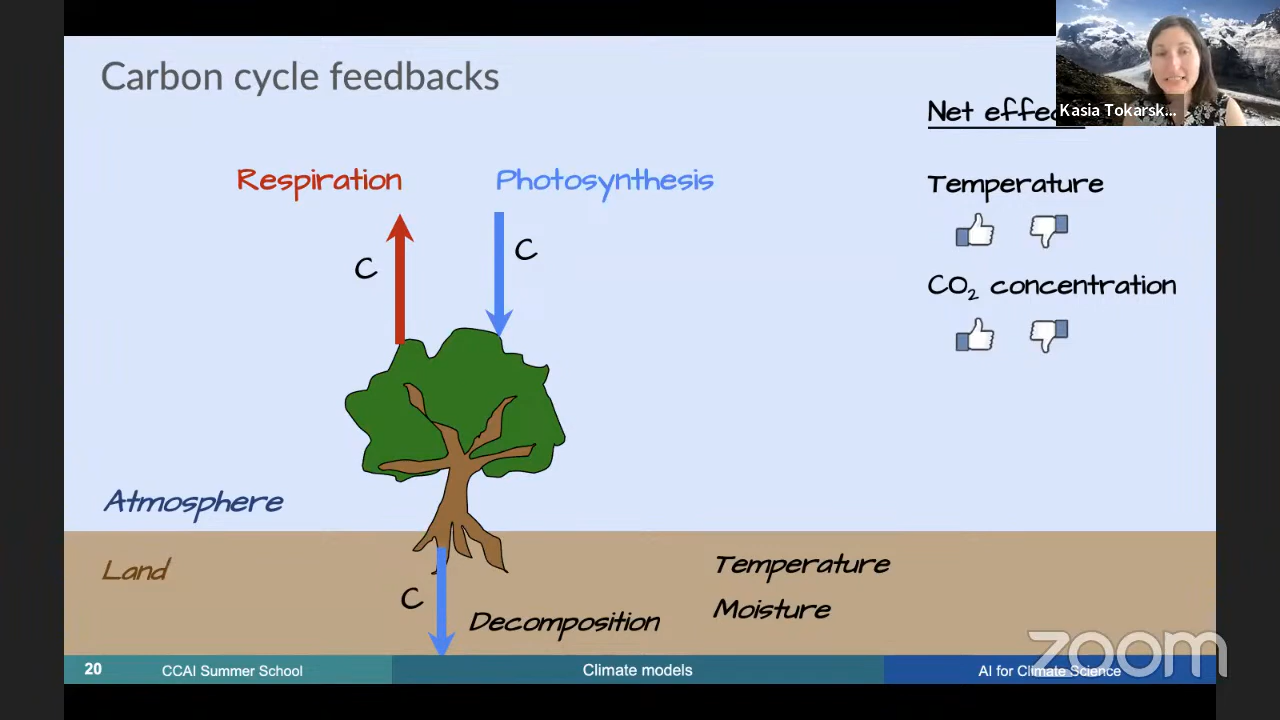 Carbon cycle feedbacks
Kasia Tokarsk...
Net effe
Respiration
Photosynthesis
Temperature
C
C
CO₂ concentration
Atmosphere
Land
Temperature
C
Moisture
Decomposition
zoom
20
CCAI Summer School
Climate models
AI for Climate Science